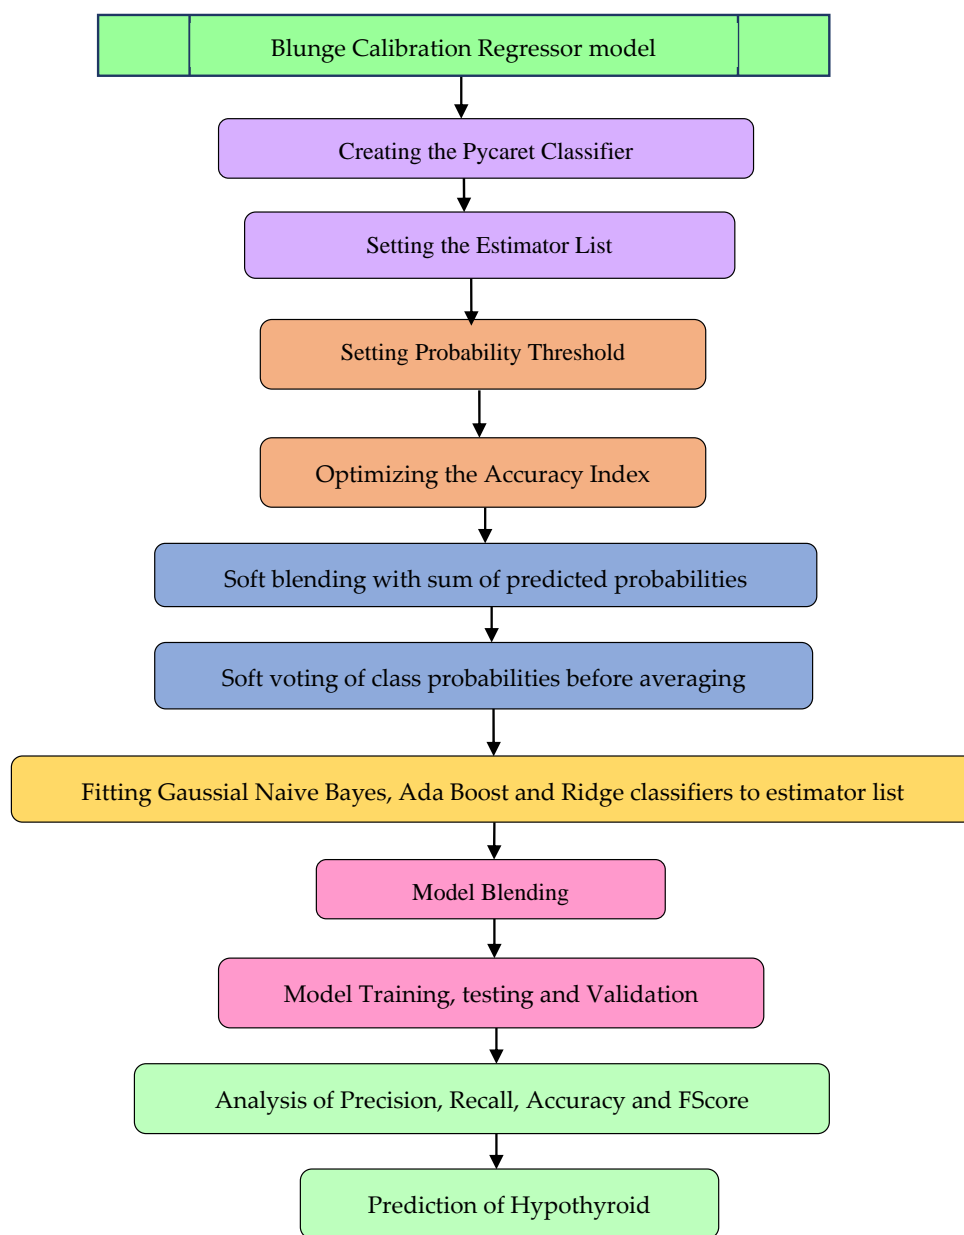 Blunge Calibration Regressor model
Creating the Pycaret Classifier
Setting the Estimator List
Setting Probability Threshold
Optimizing the Accuracy Index
Soft blending with sum of predicted probabilities
Soft voting of class probabilities before averaging
Fitting Gaussial Naive Bayes, Ada Boost and Ridge classifiers to estimator list
Model Blending
Model Training, testing and Validation
Analysis of Precision, Recall, Accuracy and FScore
Prediction of Hypothyroid